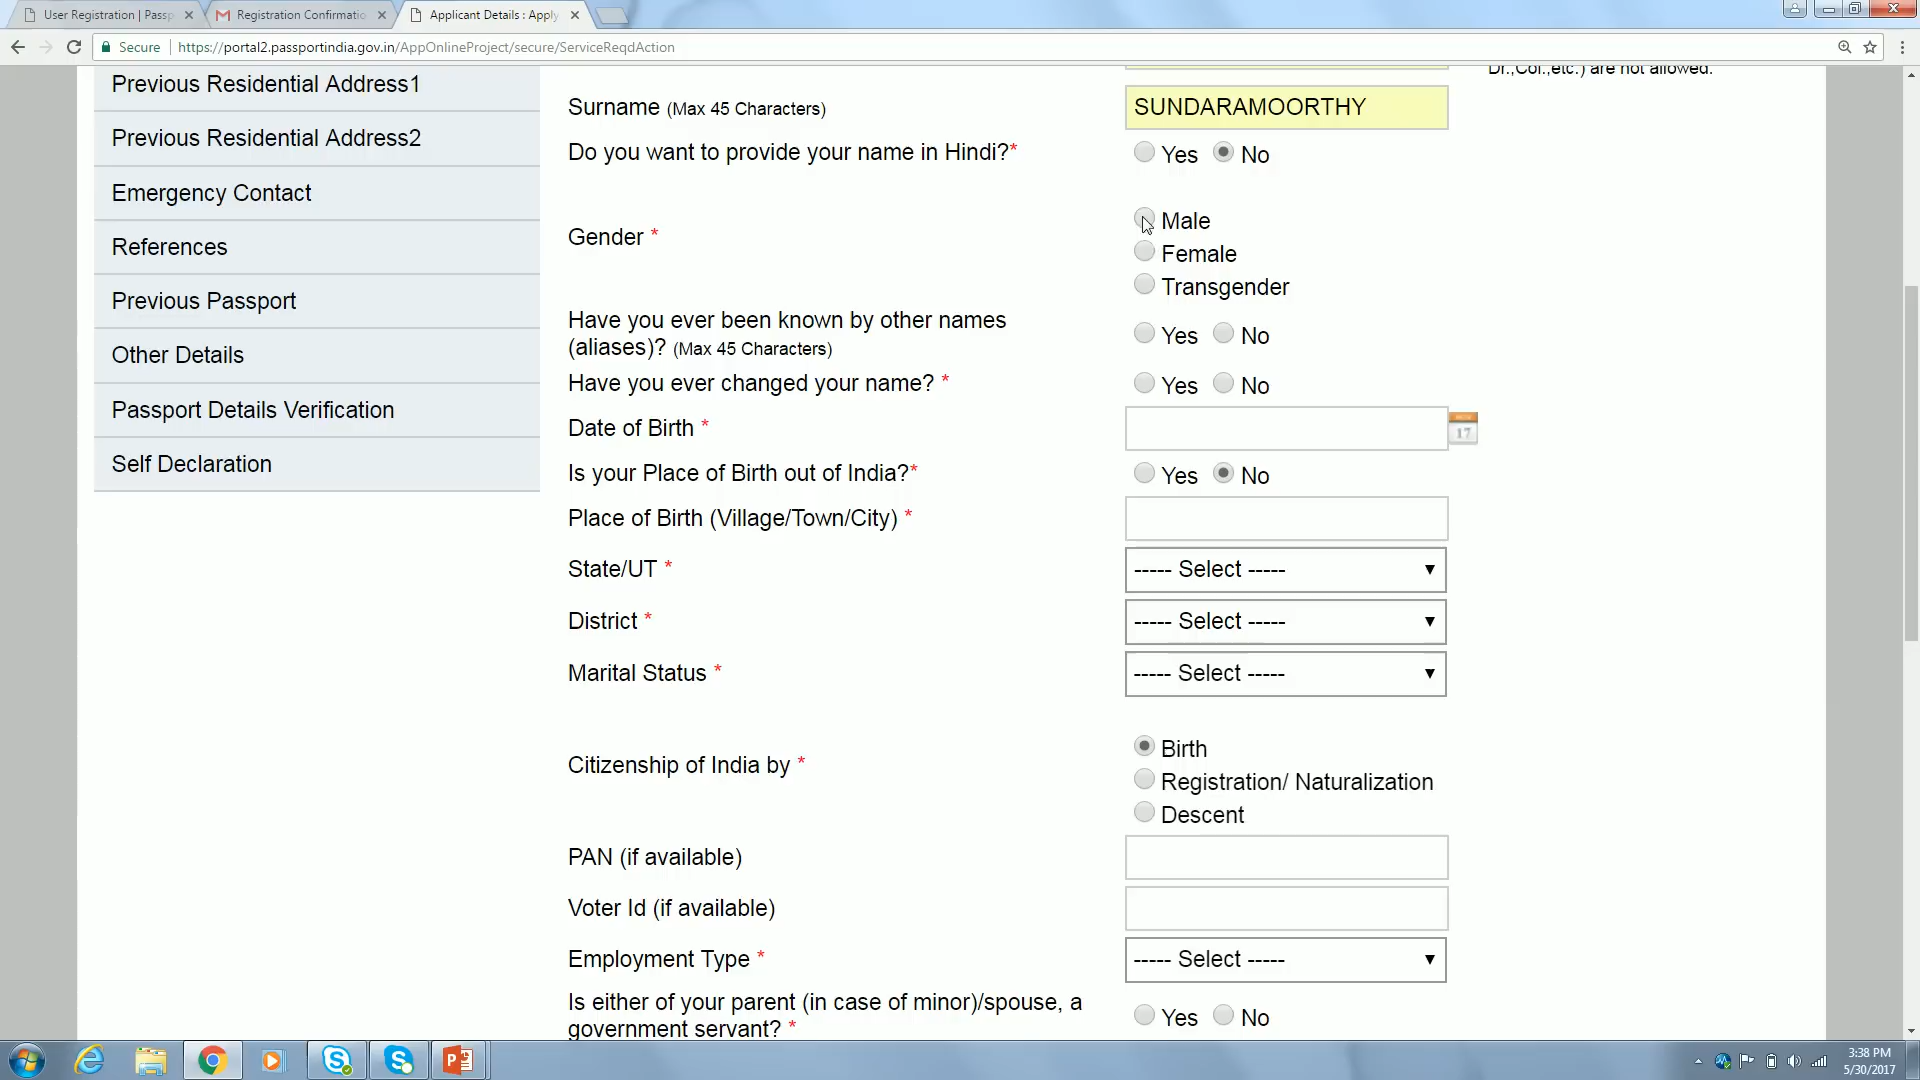 User Registration | Passp
Registration Confirmatio
Applicant Details : Apply
Secure
https://portal2.passportindia.gov.in/AppOnlineProject/secure/ServiceReqdAction
Previous Residential Address1
Previous Residential Address2
Emergency Contact
References
Previous Passport
Other Details
Passport Details Verification
Self Declaration
Dr.,Col.,etc.) are not allowed.
Surname (Max 45 Characters)
SUNDARAMOORTHY
Do you want to provide your name in Hindi?*
Yes No
Gender *
Male
Female
Transgender
Have you ever been known by other names
(aliases)? (Max 45 Characters)
Yes No
Have you ever changed your name? *
Yes No
Date of Birth *
17
Is your Place of Birth out of India?*
Yes No
Place of Birth (Village/Town/City) *
State/UT *
----- Select -----
District *
----- Select -----
Marital Status *
----- Select -----
Citizenship of India by *
Birth
Registration/ Naturalization
Descent
PAN (if available)
Voter Id (if available)
Employment Type *
----- Select -----
Is either of your parent (in case of minor)/spouse, a
government servant? *
Yes No
3:38 PM
5/30/2017